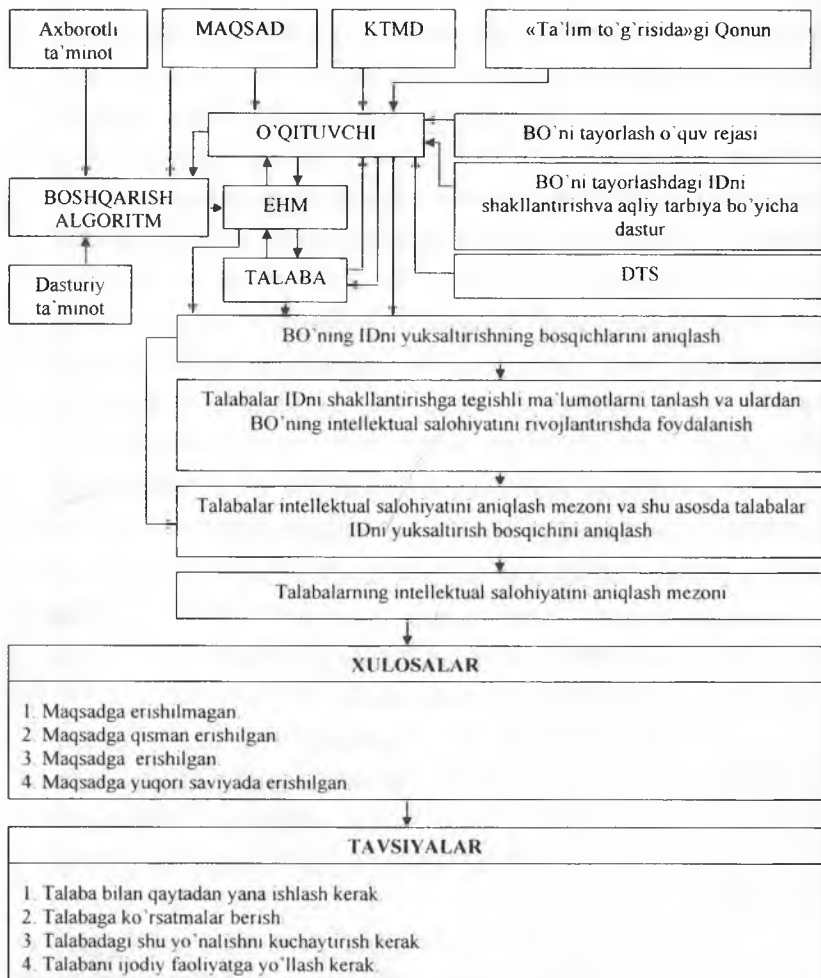 Axborotli
ta`minot
MAQSAD
KTMD
«Ta`lim to`g`risida»gi Qonun
O`QITUVCHI
BO`ni tayorlash o`quv rejasi
BO`ni tayorlashdagi IDni
shakllantirishva aqliy tarbiya bo`yicha
dastur
BOSHQARISH
ALGORITM
EHM
DTS
TALABA
Dasturiy
ta`minot
BO`ning IDni yuksaltirishning bosqichlarini aniqlash
Talabalar IDni shakllantirishga tegishli ma`lumotlarni tanlash va ulardan
BO`ning intellektual salohiyatini rivojlantirishda foydalanish
Talabalar intellektual salohiyatini aniqlash mezoni va shu asosda talabalar
IDni yuksaltirish bosqichini aniqlash
Talabalarning intellektual salohiyatini aniqlash mezoni
XULOSALAR
1. Maqsadga erishilmagan
2. Maqsadga qisman erishilgan
3. Maqsadga erishilgan
4. Maqsadga yuqori saviyada erishilgan
TAVSIYALAR
1. Talaba bilan qaytadan yana ishlash kerak
2. Talabaga ko`rsatmalar berish
3. Talabadagi shu yo`nalishni kuchaytirish kerak
4. Talabani ijodiy faoliyatga yo`llash kerak.